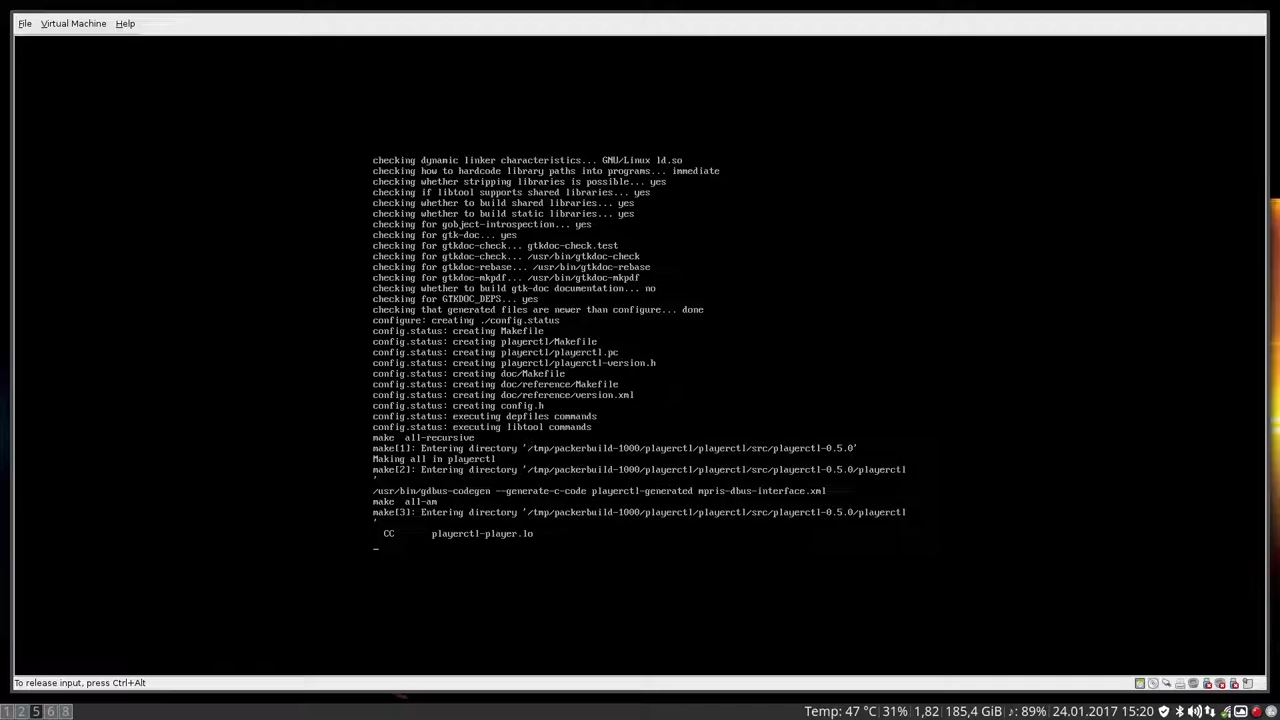 File Virtual Machine Help
checking dynamic linker characteristics... GNU/Linux ld.so
checking how to hardcode library paths into programs... immediate
checking whether stripping libraries is possible... yes
checking if libtool supports shared libraries... yes
checking whether to build shared libraries... yes
checking whether to build static libraries... yes
checking for gobject-introspection... yes
checking for gtk-doc... yes
checking for gtkdoc-check... gtkdoc-check.test
checking for gtkdoc-check... /usr/bin/gtkdoc-check
checking for gtkdoc-rebase... /usr/bin/gtkdoc-rebase
checking for gtkdoc-mkpdf... /usr/bin/gtkdoc-mkpdf
checking whether to build gtk-doc documentation... no
checking for GTKDOC_DEPS... yes
checking that generated files are newer than configure... done
configure: creating ./config.status
config.status: creating Makefile
config.status: creating playerctl/Makefile
config.status: creating playerctl/playerctl.pc
config.status: creating playerctl/playerctl-version.h
config.status: creating doc/Makefile
config.status: creating doc/reference/Makefile
config.status: creating doc/reference/version.xml
config.status: creating config.h
config.status: executing depfiles commands
config.status: executing libtool commands
make  all-recursive
make[1]: Entering directory '/tmp/packerbuild-1000/playerctl/playerctl/src/playerctl-0.5.0'
Making all in playerctl
make[2]: Entering directory '/tmp/packerbuild-1000/playerctl/playerctl/src/playerctl-0.5.0/playerctl
'
/usr/bin/gdbus-codegen --generate-c-code playerctl-generated mpris-dbus-interface.xml
make  all-am
make[3]: Entering directory '/tmp/packerbuild-1000/playerctl/playerctl/src/playerctl-0.5.0/playerctl
'
  CC       playerctl-player.lo
_
To release input, press Ctrl+Alt
1 2 5 6 8 Temp: 47 °C | 31% | 1,82 | 185,4 GiB | ♪: 89% | 24.01.2017 15:20